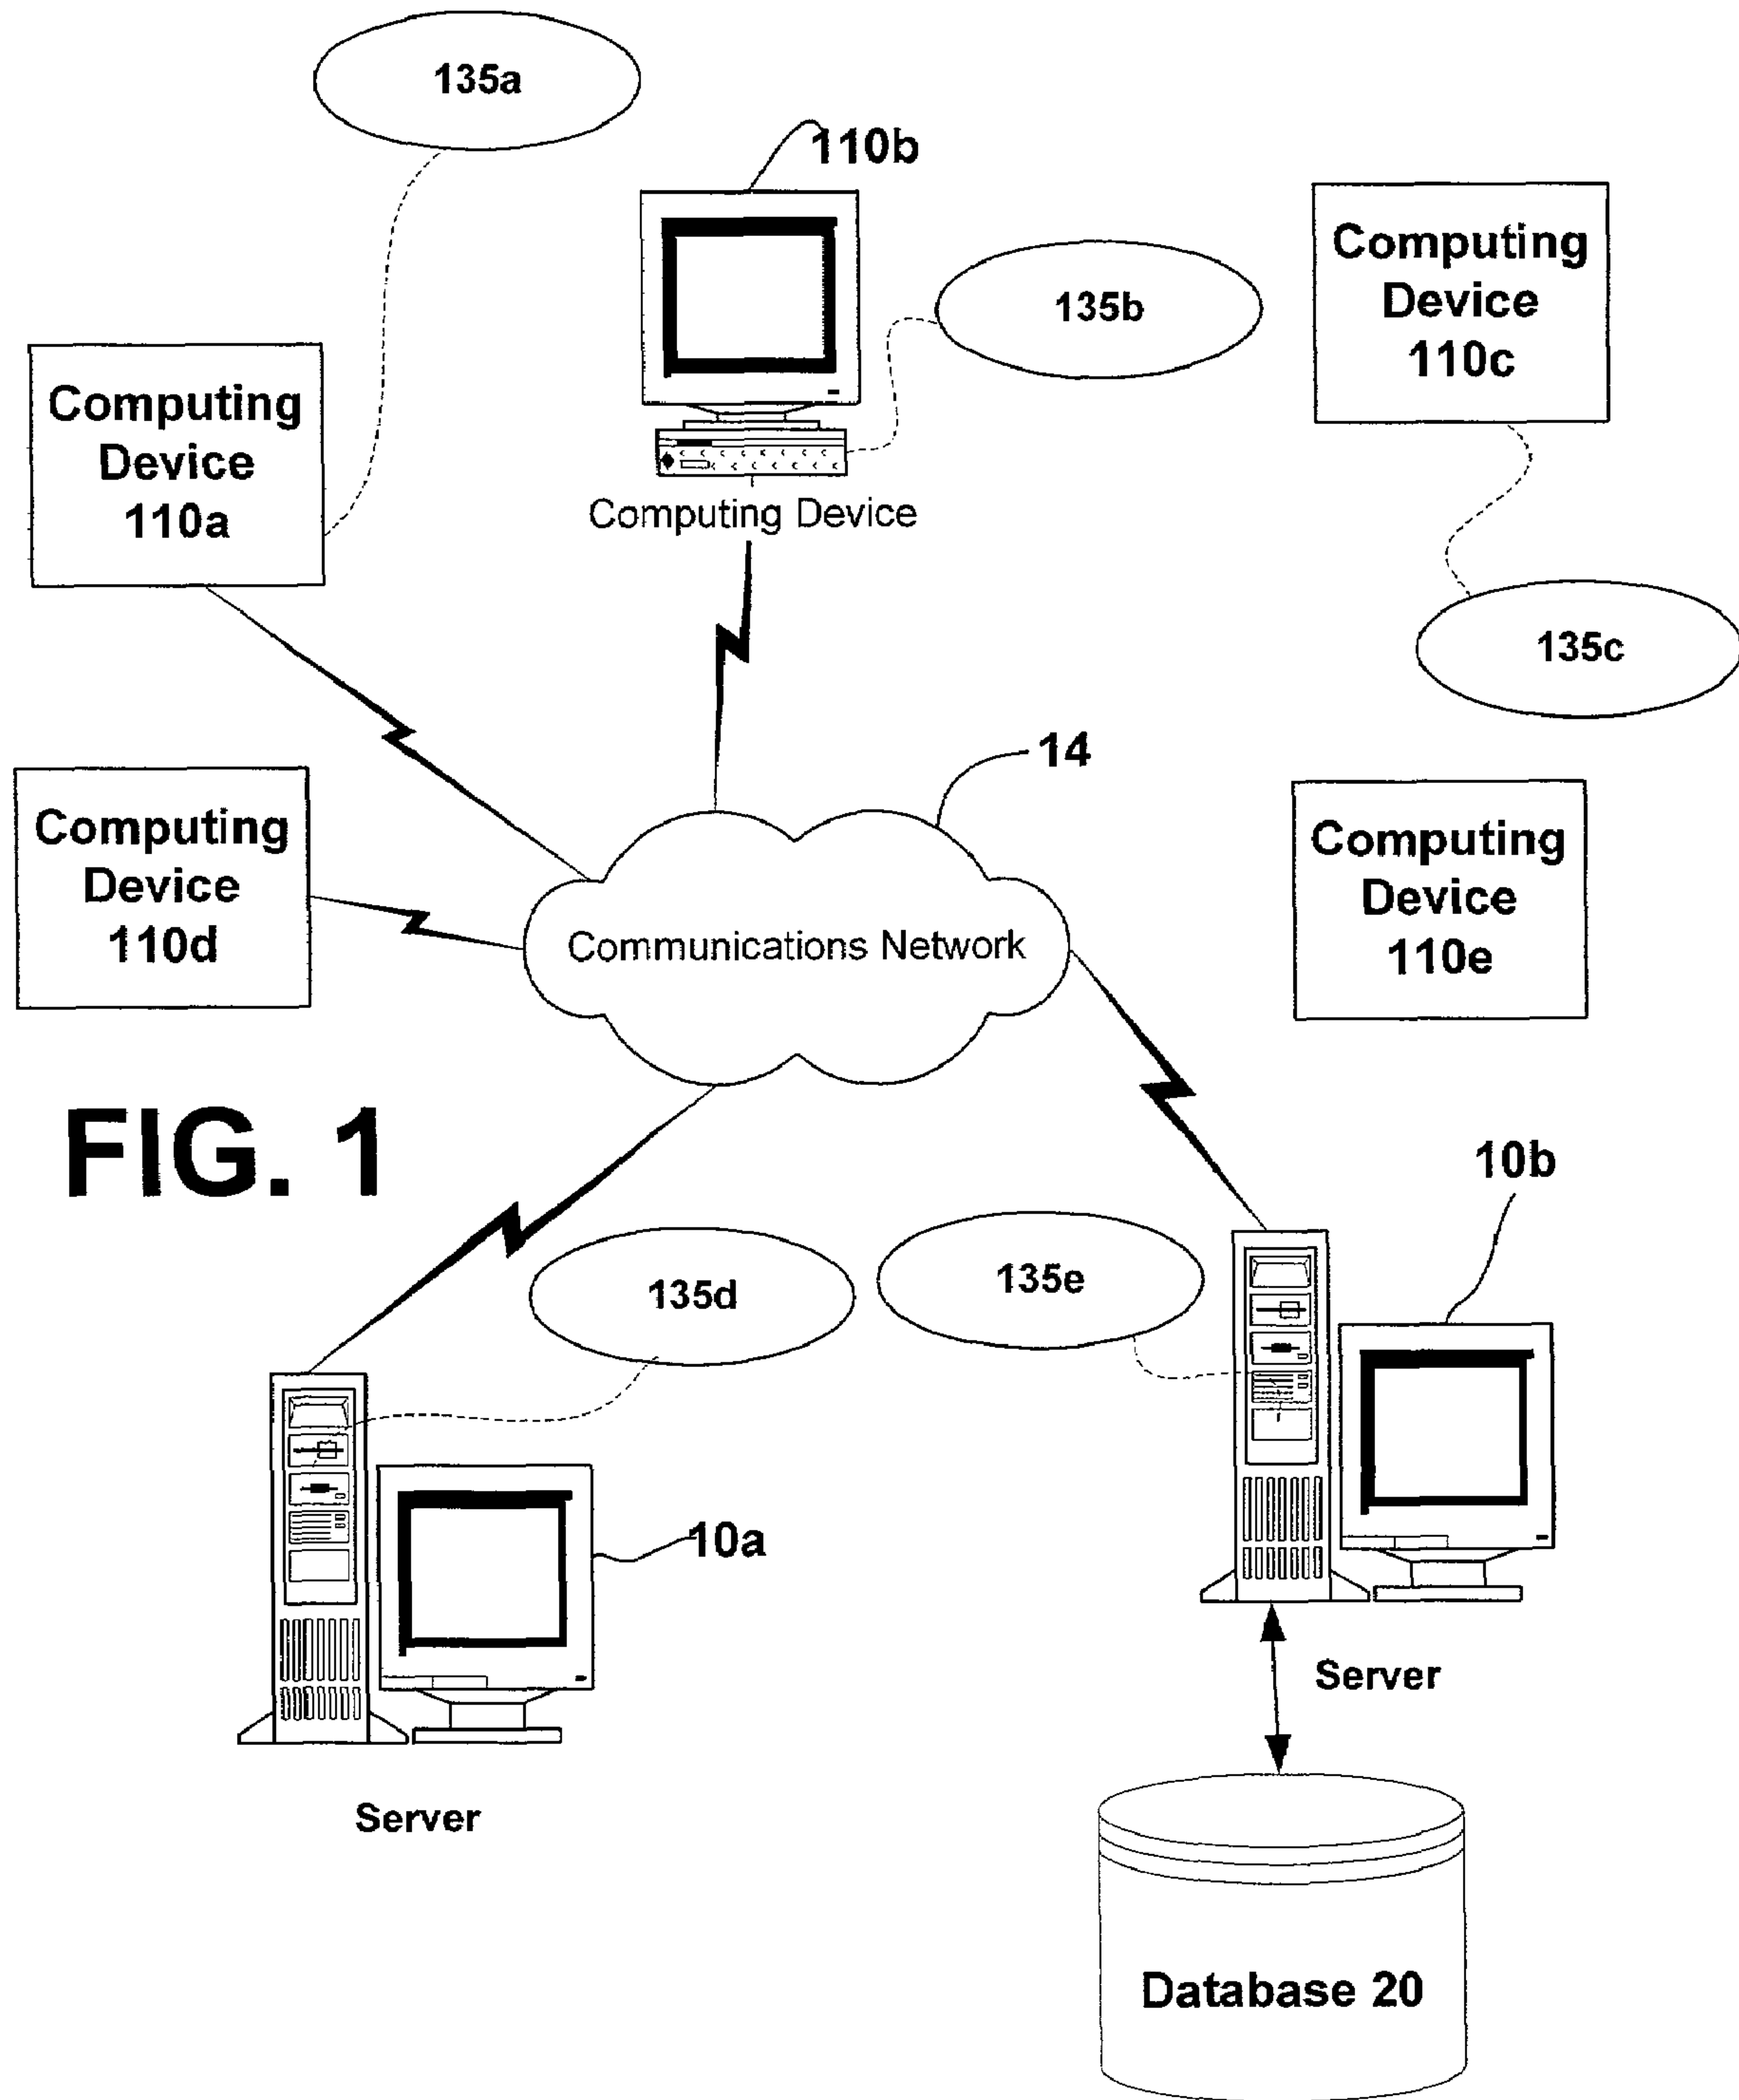 135a
110b
Computing
Device
110c
135b
Computing
Device
110a
Computing Device
135c
14
Computing
Device
110d
Computing
Device
110e
Communications Network
FIG. 1
10b
135d
135e
10a
Server
Server
Database 20